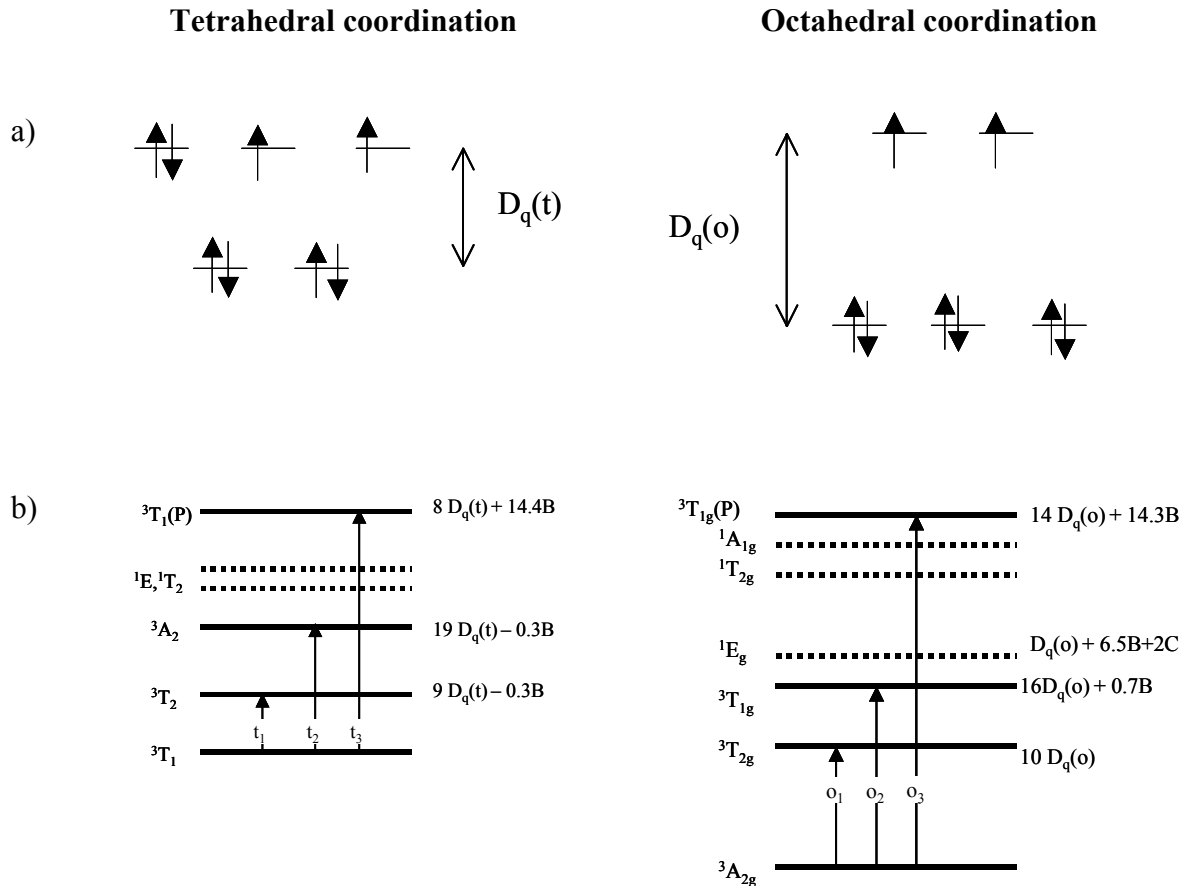 Tetrahedral coordination
Octahedral coordination
a)
D_q(t)
D_q(o)
b)
³T₁(P)
8 D_q(t) + 14.4B
¹E,¹T₂
³A₂
19 D_q(t) – 0.3B
³T₂
9 D_q(t) – 0.3B
t₁
t₂
t₃
³T₁
³T₁g(P)
14 D_q(o) + 14.3B
¹A₁g
¹T₂g
¹E_g
D_q(o) + 6.5B+2C
³T₁g
16D_q(o) + 0.7B
³T₂g
10 D_q(o)
o₁
o₂
o₃
³A₂g